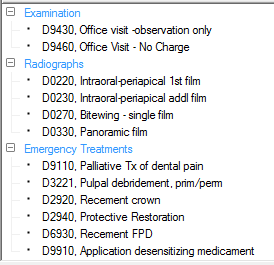 Examination
D9430, Office visit -observation only
D9460, Office Visit - No Charge
Radiographs
D0220, Intraoral-periapical 1st film
D0230, Intraoral-periapical addl film
D0270, Bitewing - single film
D0330, Panoramic film
Emergency Treatments
D9110, Palliative Tx of dental pain
D3221, Pulpal debridement, prim/perm
D2920, Recement crown
D2940, Protective Restoration
D6930, Recement FPD
D9910, Application desensitizing medicament